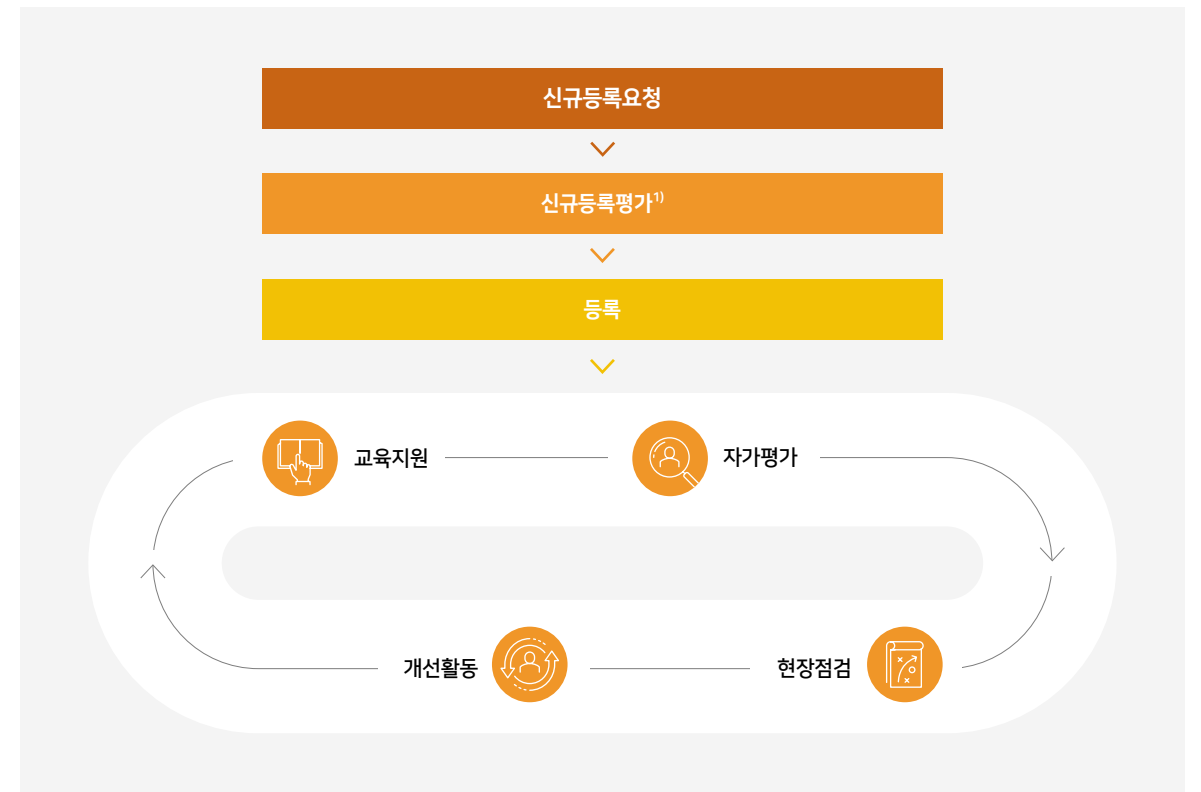 신규등록요청
신규등록평가¹⁾
등록
교육지원
자가평가
개선활동
현장점검